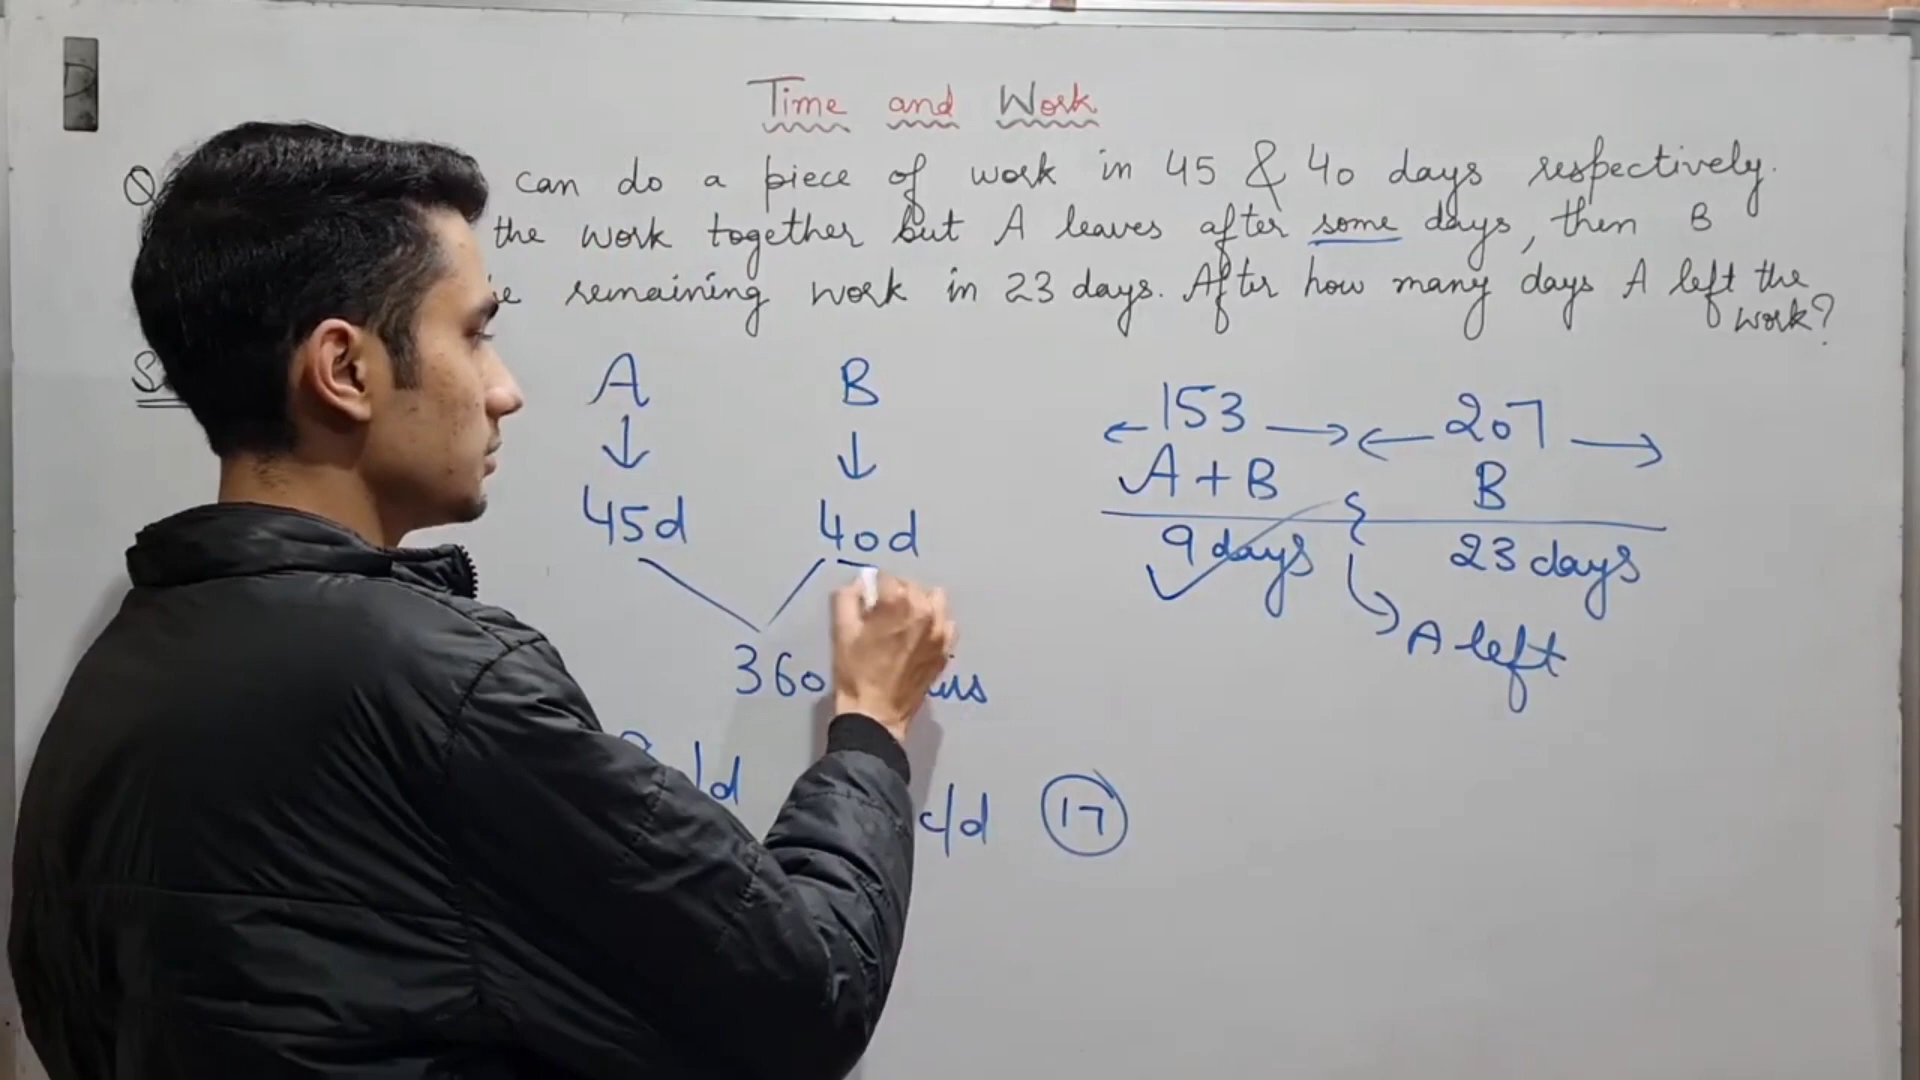 Time and Work
Q can do a piece of work in 45 & 40 days respectively.
the work together but A leaves after some days, then B
remaining work in 23 days. After how many days A left the
work?
A B
45d 40d
360
/d
c/d 17
153 207
A + B B
9 days 23 days
A left